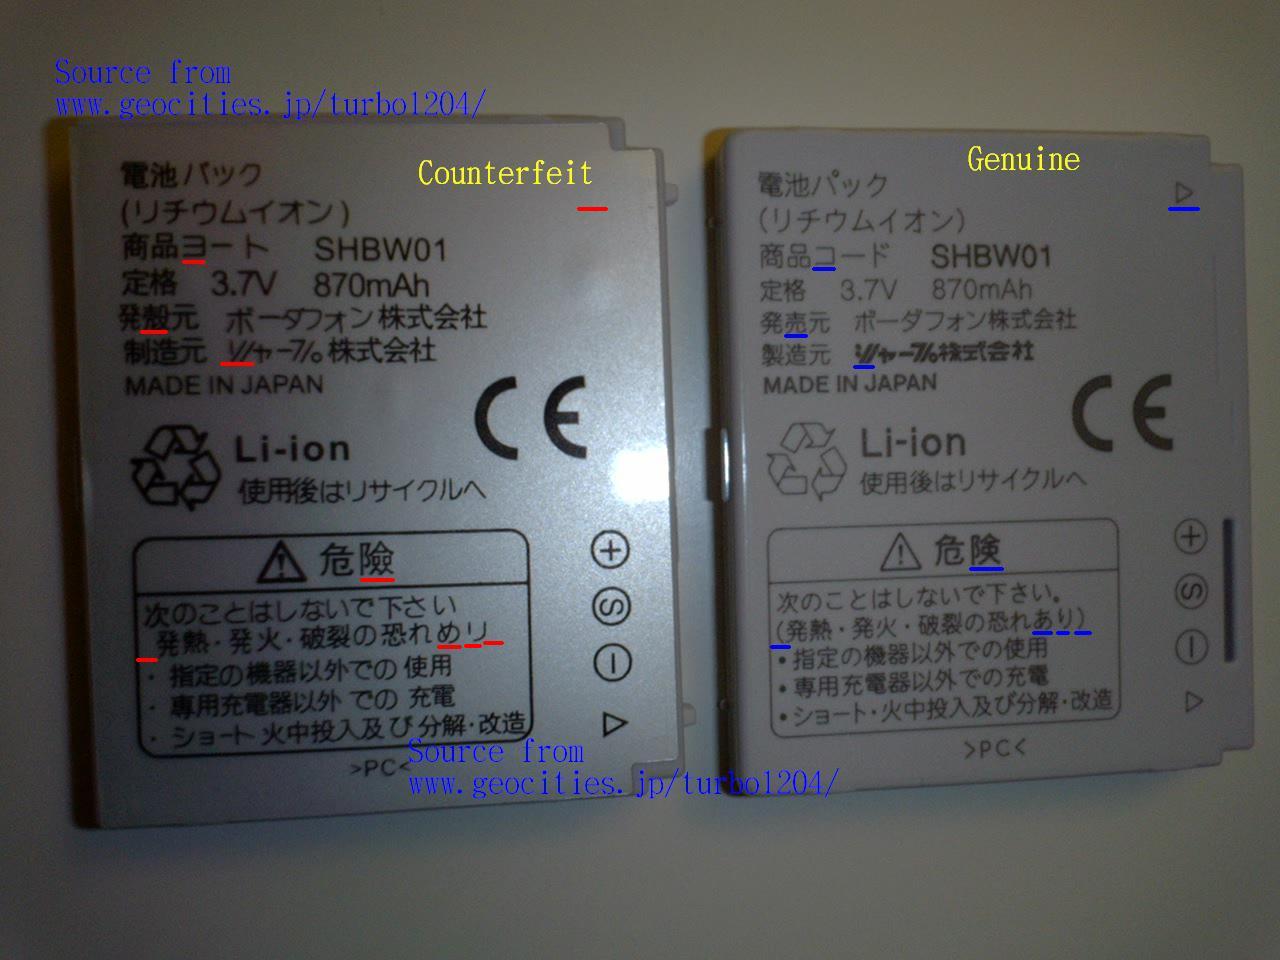 Source from
www.geocities.jp/turbo1204/
Counterfeit
電池バック
(リチウムイオン)
商品ヨート SHBW01
定格 3.7V 870mAh
発殻元 ボーダフォン株式会社
制造元 シャープ。株式会社
MADE IN JAPAN
CE
Li-ion
使用後はリサイクルへ
⚠危險
次のことはしないで下さい
発熱・発火・破裂の恐れめリ
・指定の機器以外での使用
・専用充電器以外での充電
・ショート 火中投入及び分解・改造
>PC<
+
S
−
▷
Source from
www.geocities.jp/turbo1204/
Genuine
▷
電池パック
(リチウムイオン)
商品コード SHBW01
定格 3.7V 870mAh
発売元 ボーダフォン株式会社
製造元 シャープ株式会社
MADE IN JAPAN
CE
Li-ion
使用後はリサイクルへ
⚠危険
次のことはしないで下さい。
(発熱・発火・破裂の恐れあり)
•指定の機器以外での使用
•専用充電器以外での充電
•ショート・火中投入及び分解・改造
>PC<
+
S
−
▷